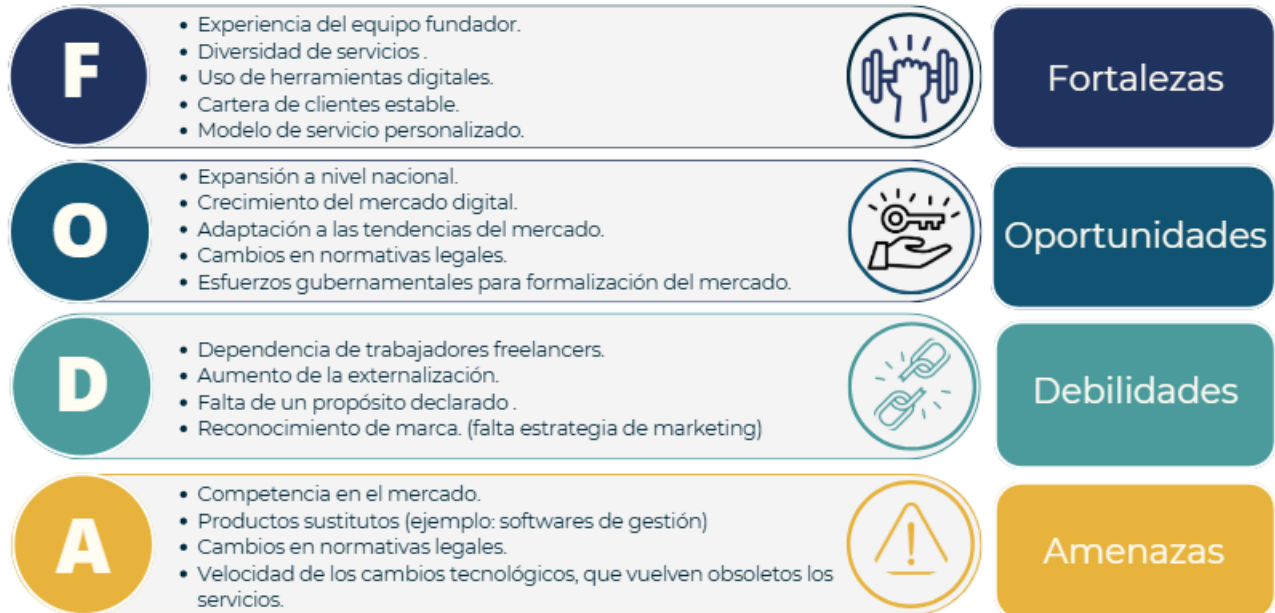 F
• Experiencia del equipo fundador.
• Diversidad de servicios .
• Uso de herramientas digitales.
• Cartera de clientes estable.
• Modelo de servicio personalizado.
Fortalezas
O
• Expansión a nivel nacional.
• Crecimiento del mercado digital.
• Adaptación a las tendencias del mercado.
• Cambios en normativas legales.
• Esfuerzos gubernamentales para formalización del mercado.
Oportunidades
D
• Dependencia de trabajadores freelancers.
• Aumento de la externalización.
• Falta de un propósito declarado .
• Reconocimiento de marca. (falta estrategia de marketing)
Debilidades
A
• Competencia en el mercado.
• Productos sustitutos (ejemplo: softwares de gestión)
• Cambios en normativas legales.
• Velocidad de los cambios tecnológicos, que vuelven obsoletos los
servicios.
Amenazas